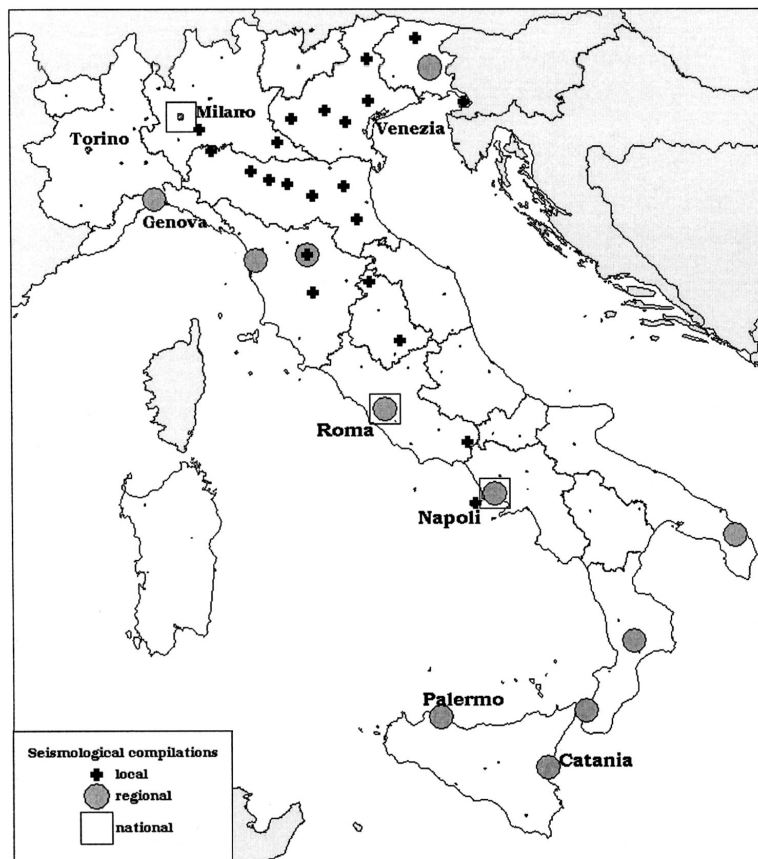 Milano
Venezia
Torino
Genova
Roma
Napoli
Palermo
Catania
Seismological compilations
local
regional
national